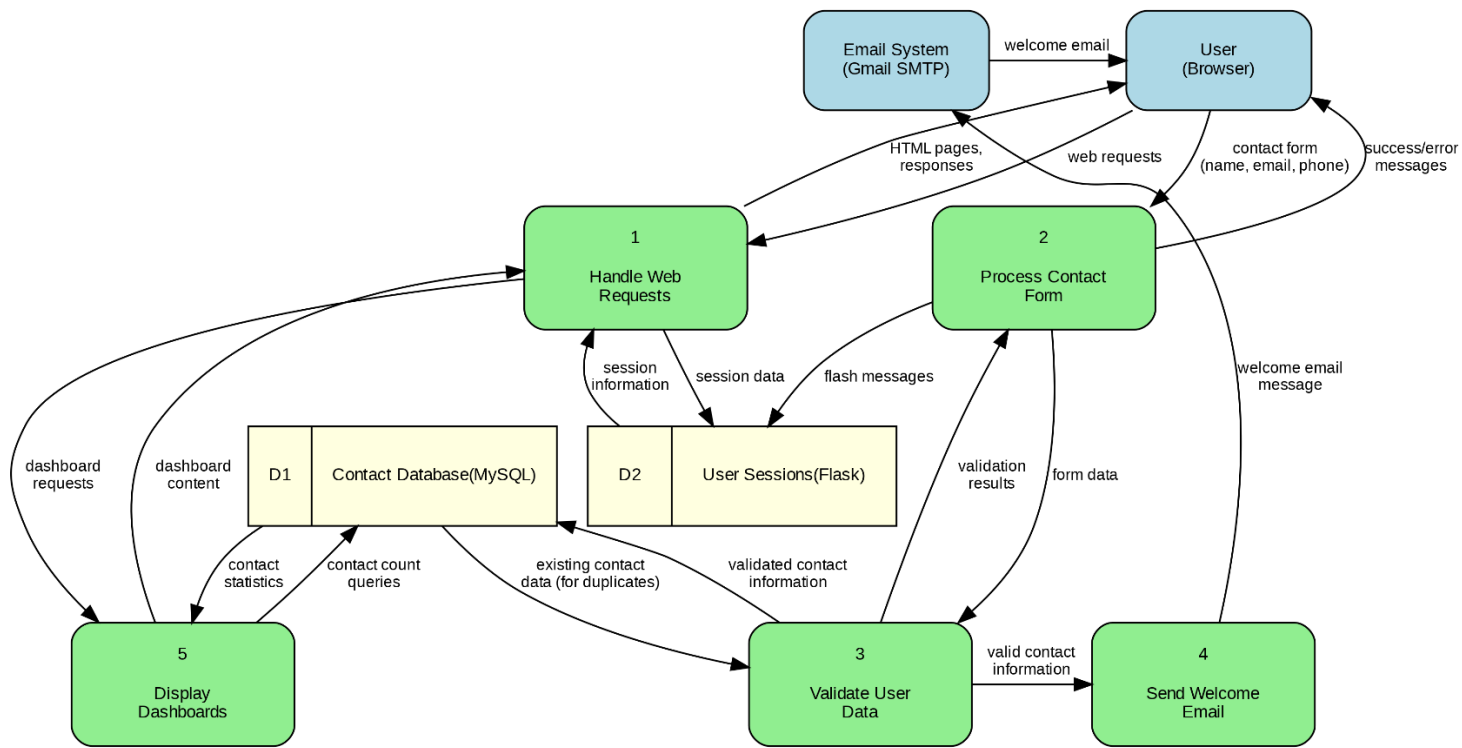 Email System
(Gmail SMTP)
welcome email
User
(Browser)
HTML pages,
responses
web requests
contact form
(name, email, phone)
success/error
messages
1
Handle Web
Requests
2
Process Contact
Form
session
information
session data
flash messages
welcome email
message
dashboard
requests
dashboard
content
D1
Contact Database(MySQL)
D2
User Sessions(Flask)
validation
results
form data
contact
statistics
contact count
queries
existing contact
data (for duplicates)
validated contact
information
5
Display
Dashboards
3
Validate User
Data
valid contact
information
4
Send Welcome
Email